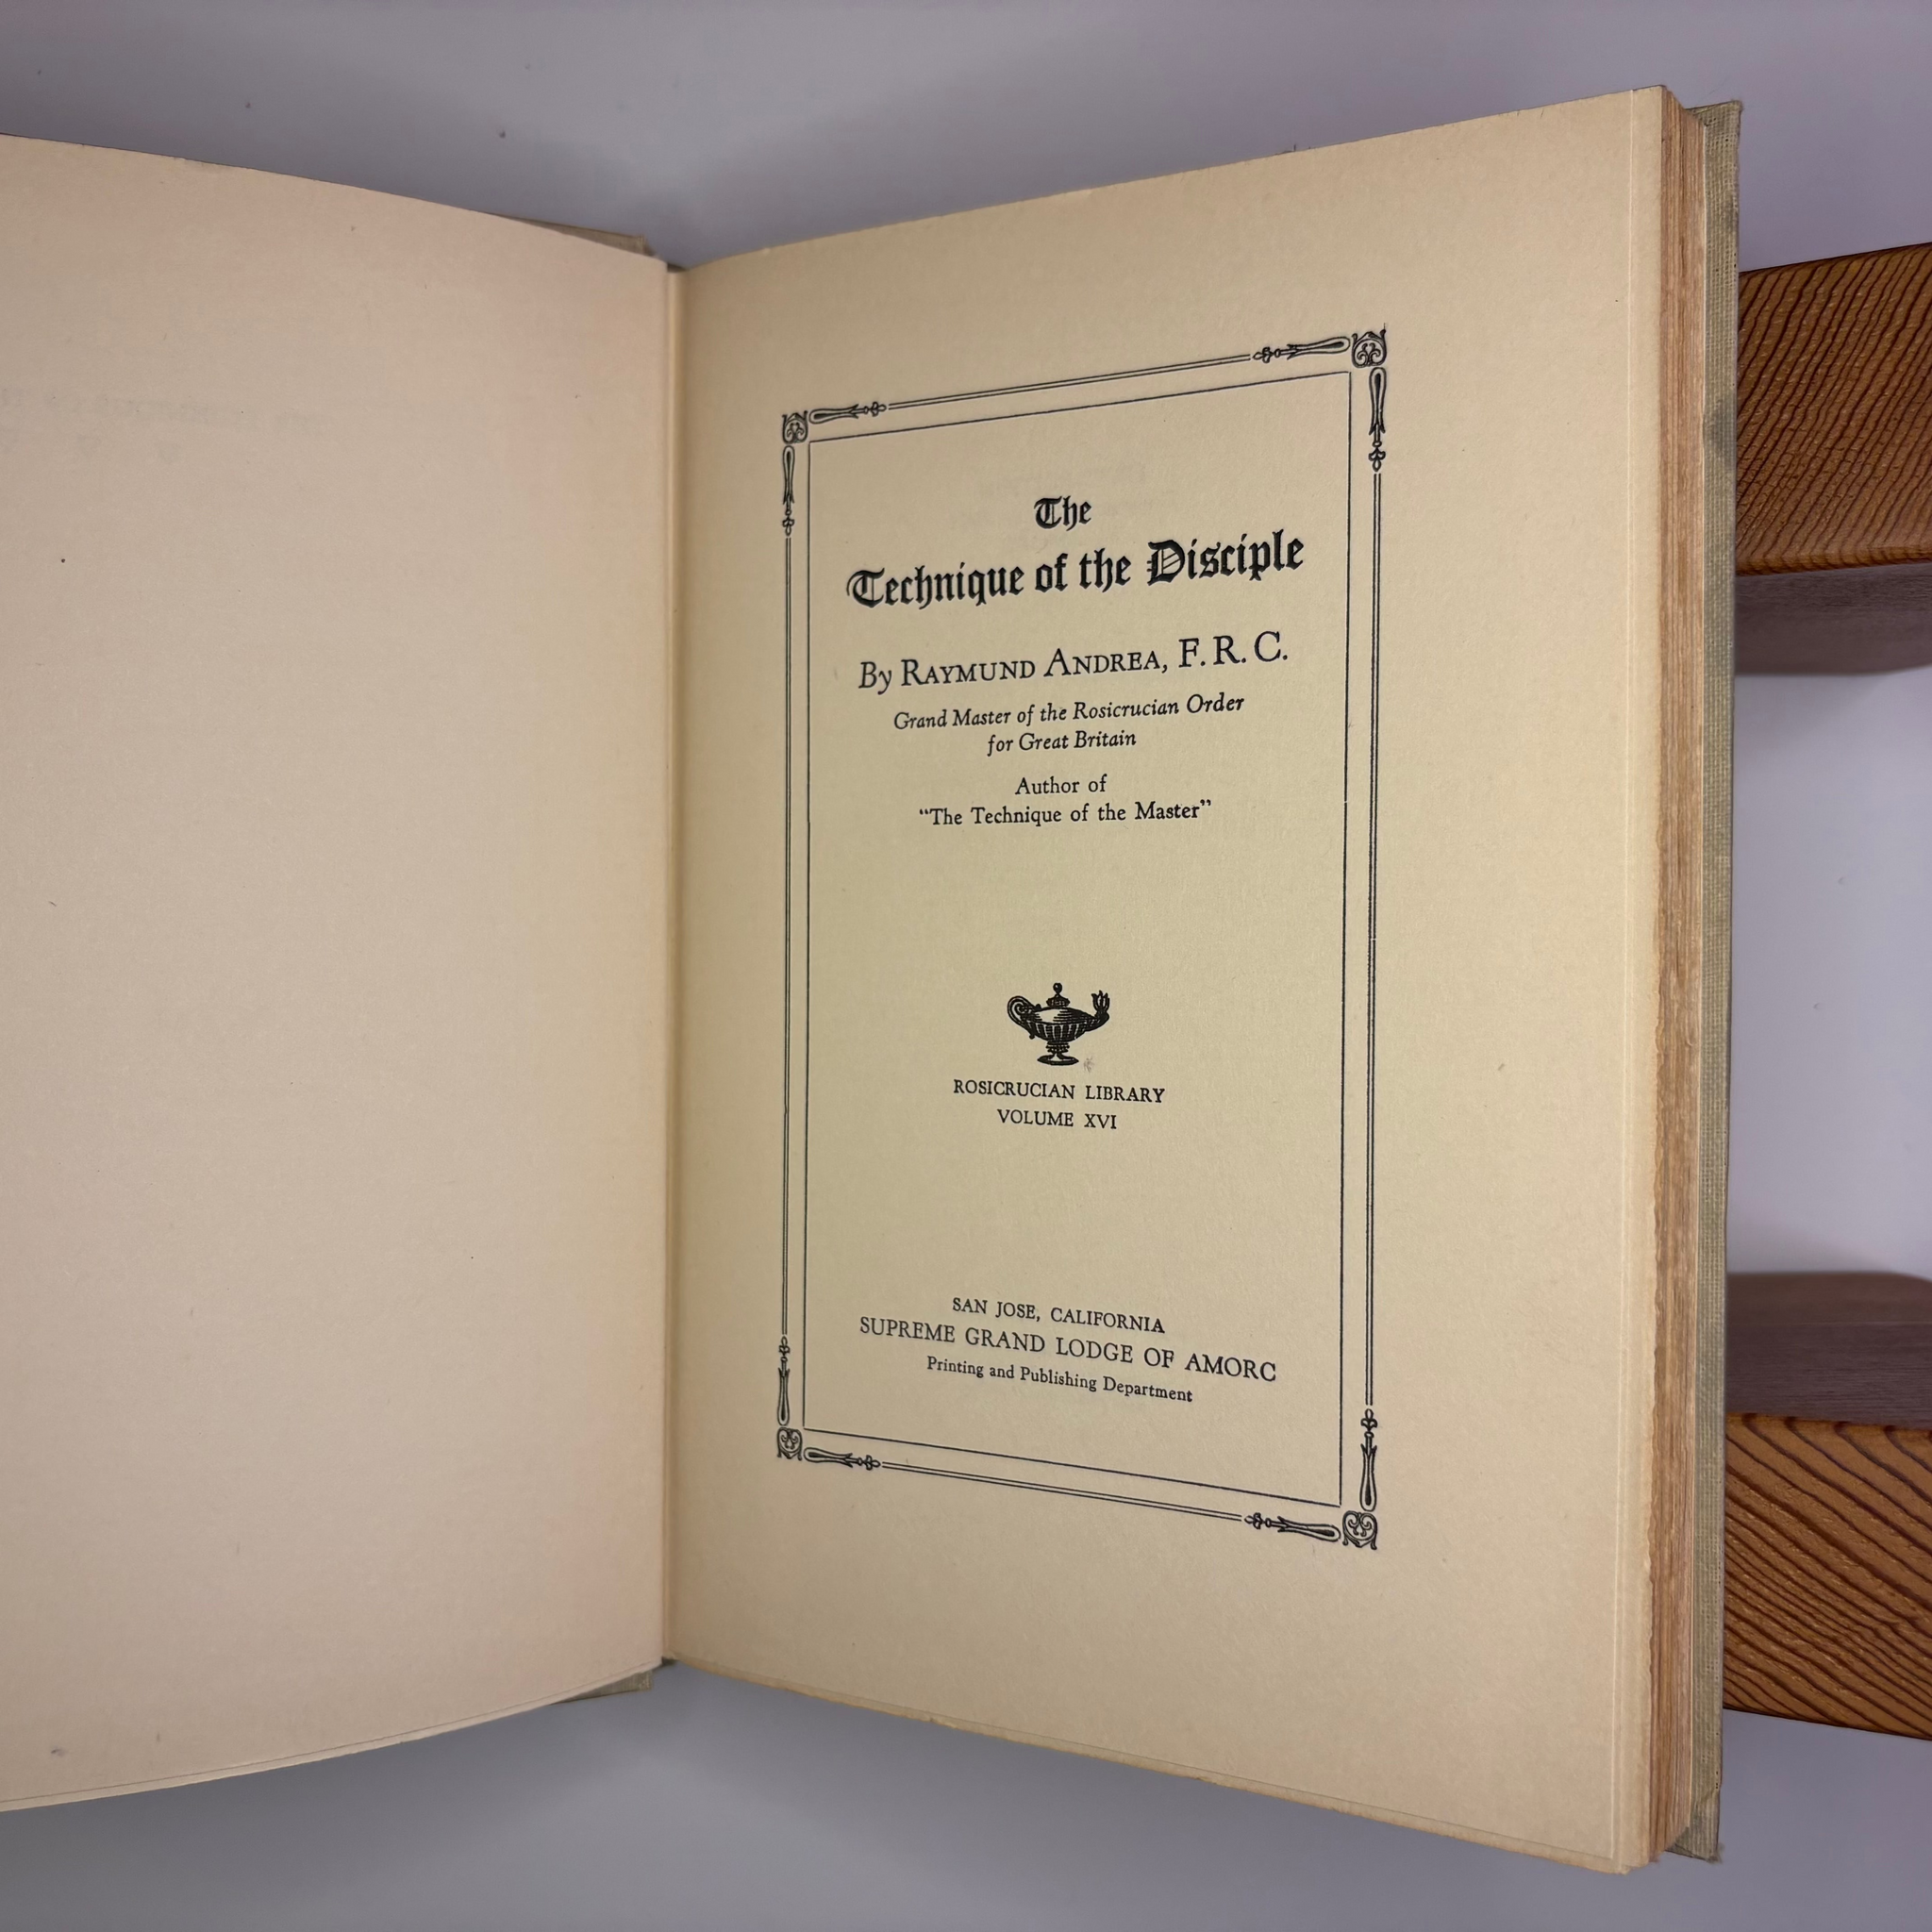 The
Technique of the Disciple
By RAYMUND ANDREA, F. R. C.
Grand Master of the Rosicrucian Order
for Great Britain
Author of
“The Technique of the Master”
ROSICRUCIAN LIBRARY
VOLUME XVI
SAN JOSE, CALIFORNIA
SUPREME GRAND LODGE OF AMORC
Printing and Publishing Department